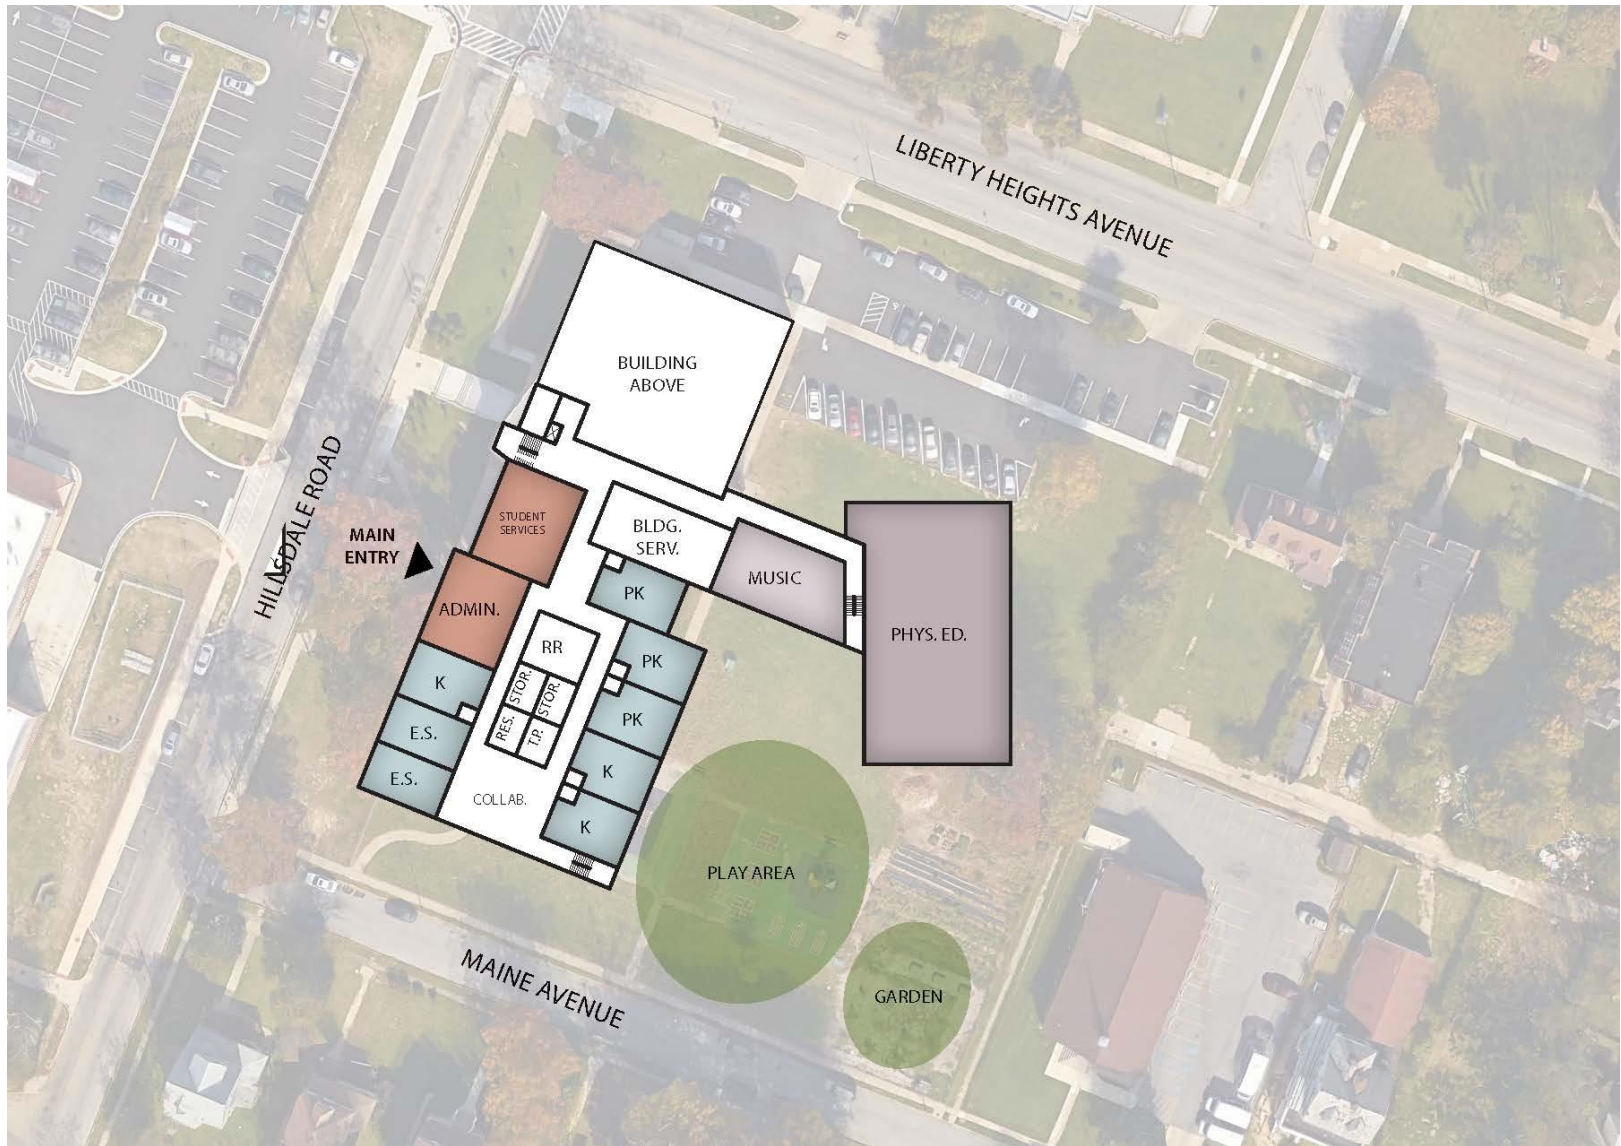 LIBERTY HEIGHTS AVENUE
BUILDING
ABOVE
HILLSDALE ROAD
MAIN
ENTRY
STUDENT
SERVICES
BLDG.
SERV.
MUSIC
PHYS. ED.
ADMIN.
PK
RR
PK
K
STOR.
STOR.
PK
RES.
T.P.
E.S.
K
E.S.
COLLAB.
K
PLAY AREA
MAINE AVENUE
GARDEN